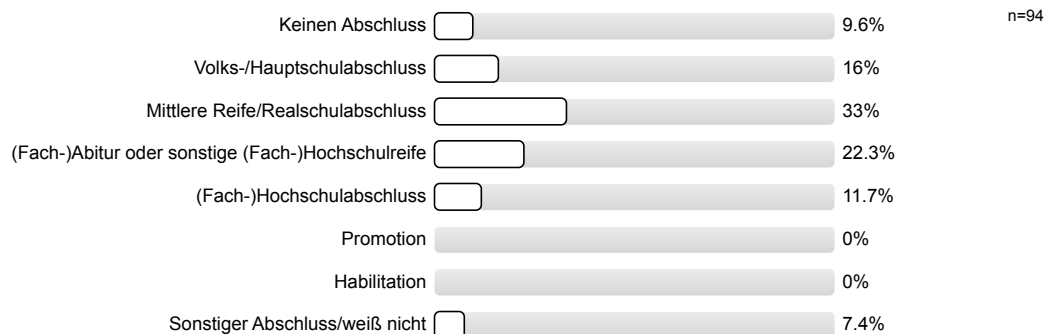 Keinen Abschluss 9.6% n=94
Volks-/Hauptschulabschluss 16%
Mittlere Reife/Realschulabschluss 33%
(Fach-)Abitur oder sonstige (Fach-)Hochschulreife 22.3%
(Fach-)Hochschulabschluss 11.7%
Promotion 0%
Habilitation 0%
Sonstiger Abschluss/weiß nicht 7.4%